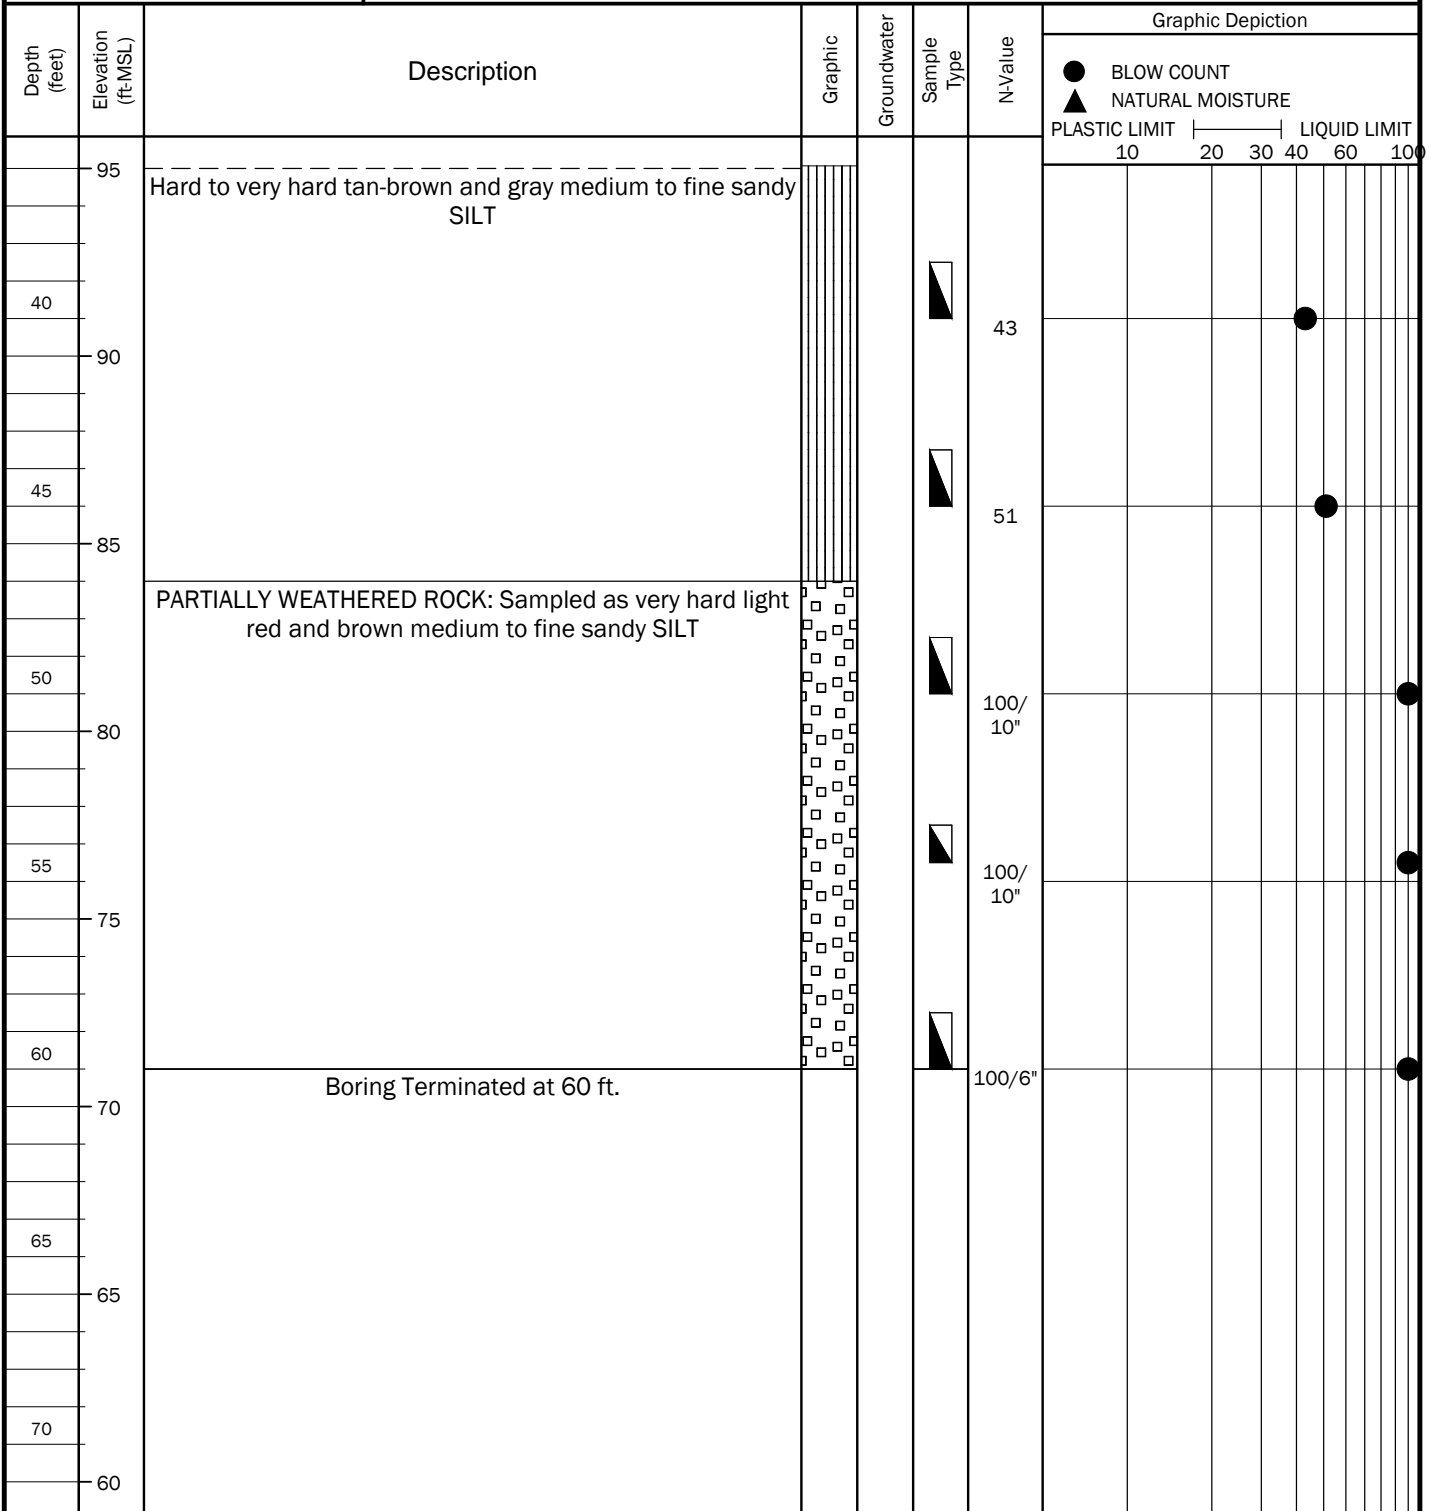 Depth
(feet)
Elevation
(ft-MSL)
Description
Graphic
Groundwater
Sample
Type
N-Value
Graphic Depiction
BLOW COUNT
NATURAL MOISTURE
PLASTIC LIMIT LIQUID LIMIT
10 20 30 40 60 100
95
Hard to very hard tan-brown and gray medium to fine sandy
SILT
40
43
90
45
51
85
PARTIALLY WEATHERED ROCK: Sampled as very hard light
red and brown medium to fine sandy SILT
50
100/
10"
80
55
100/
10"
75
60
100/6"
Boring Terminated at 60 ft.
70
65
65
70
60